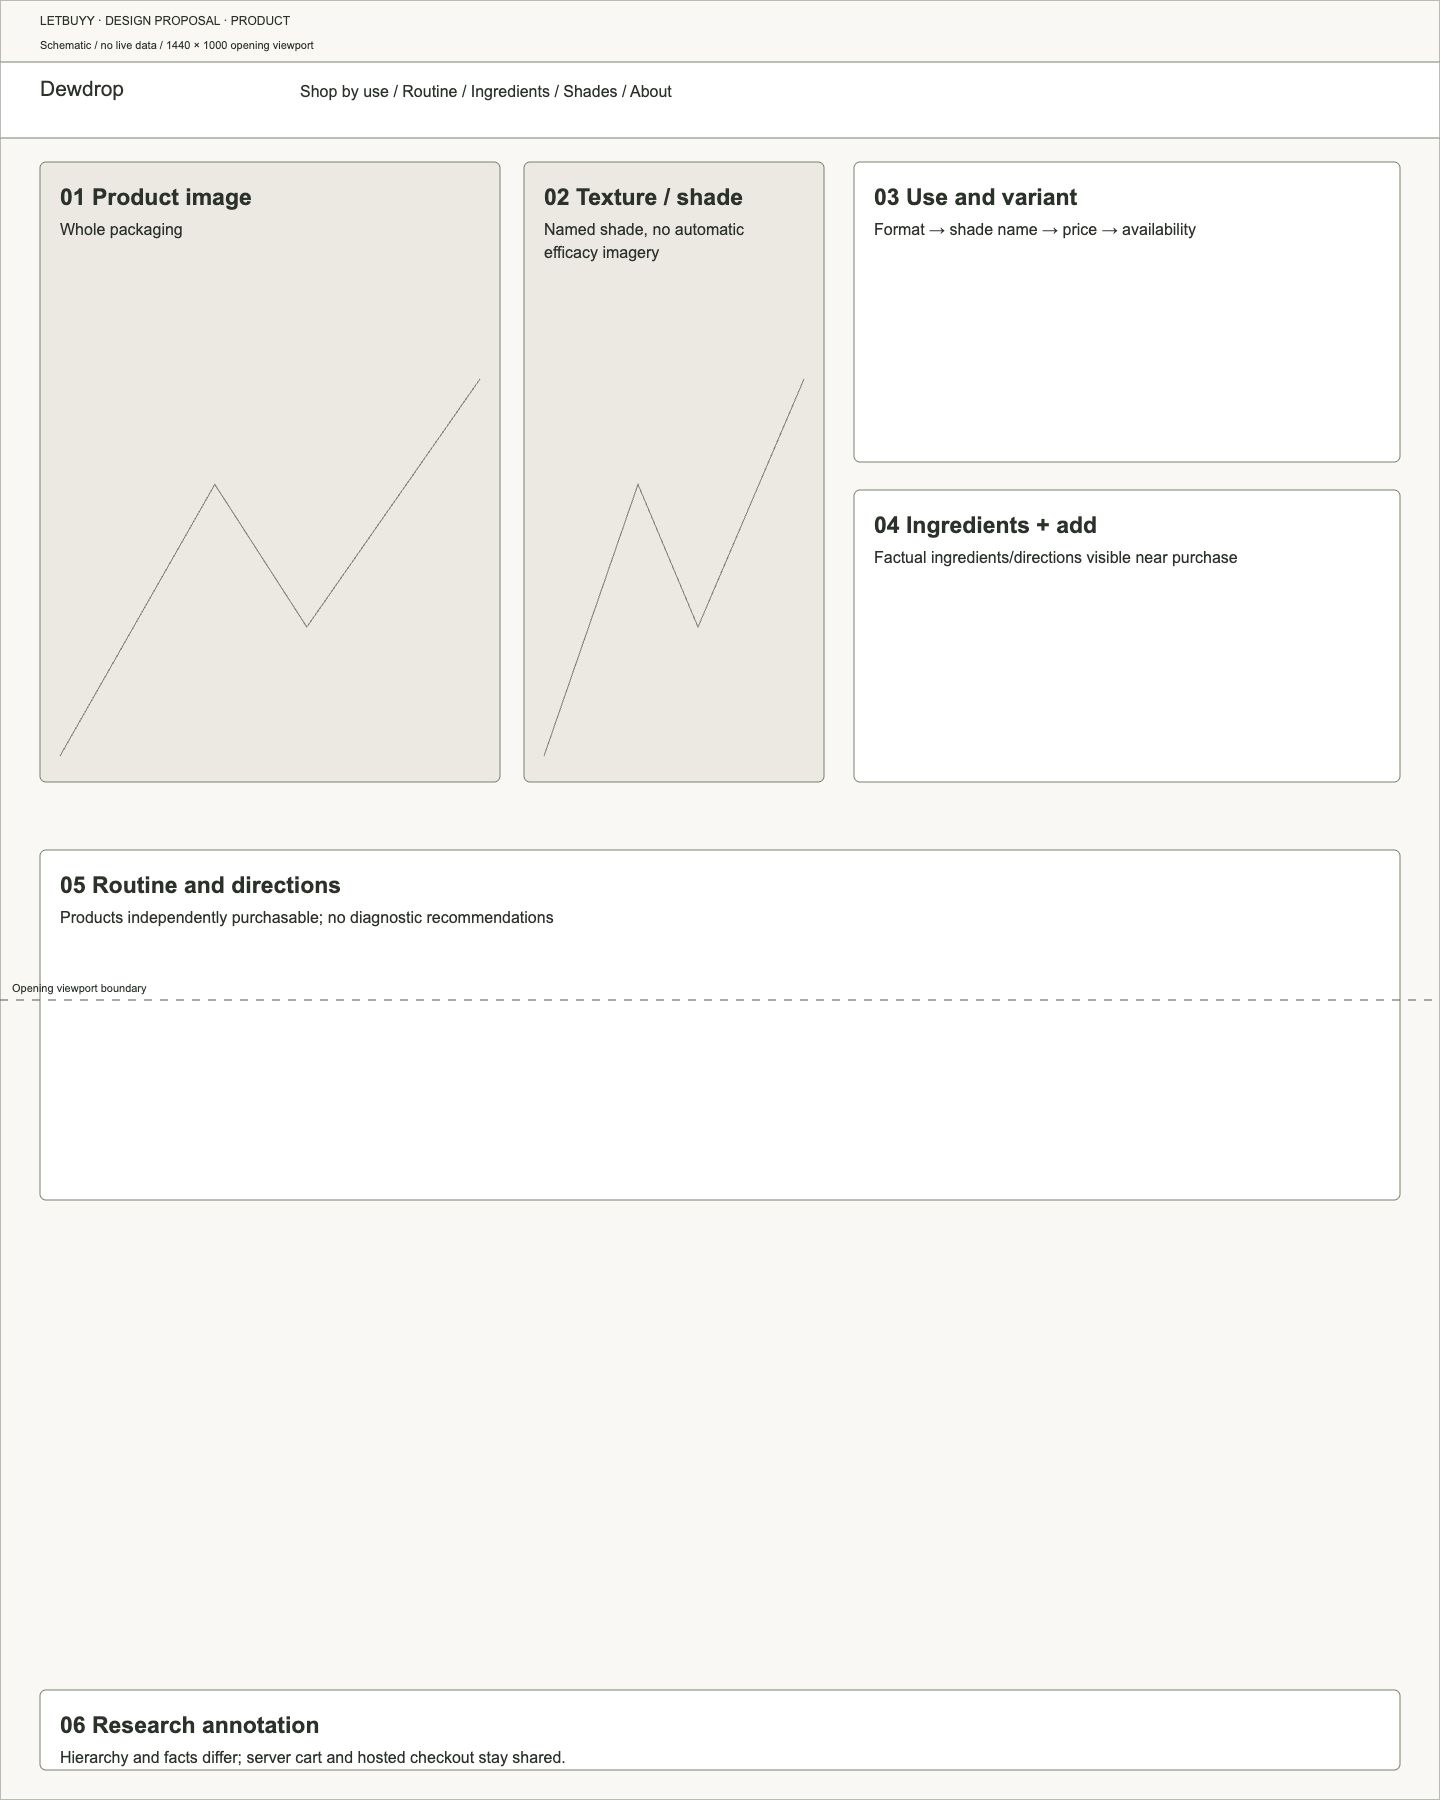 LETBUYY · DESIGN PROPOSAL · PRODUCT
Schematic / no live data / 1440 × 1000 opening viewport
Dewdrop
Shop by use / Routine / Ingredients / Shades / About
01 Product image
Whole packaging
02 Texture / shade
Named shade, no automatic
efficacy imagery
03 Use and variant
Format → shade name → price → availability
04 Ingredients + add
Factual ingredients/directions visible near purchase
05 Routine and directions
Products independently purchasable; no diagnostic recommendations
Opening viewport boundary
06 Research annotation
Hierarchy and facts differ; server cart and hosted checkout stay shared.